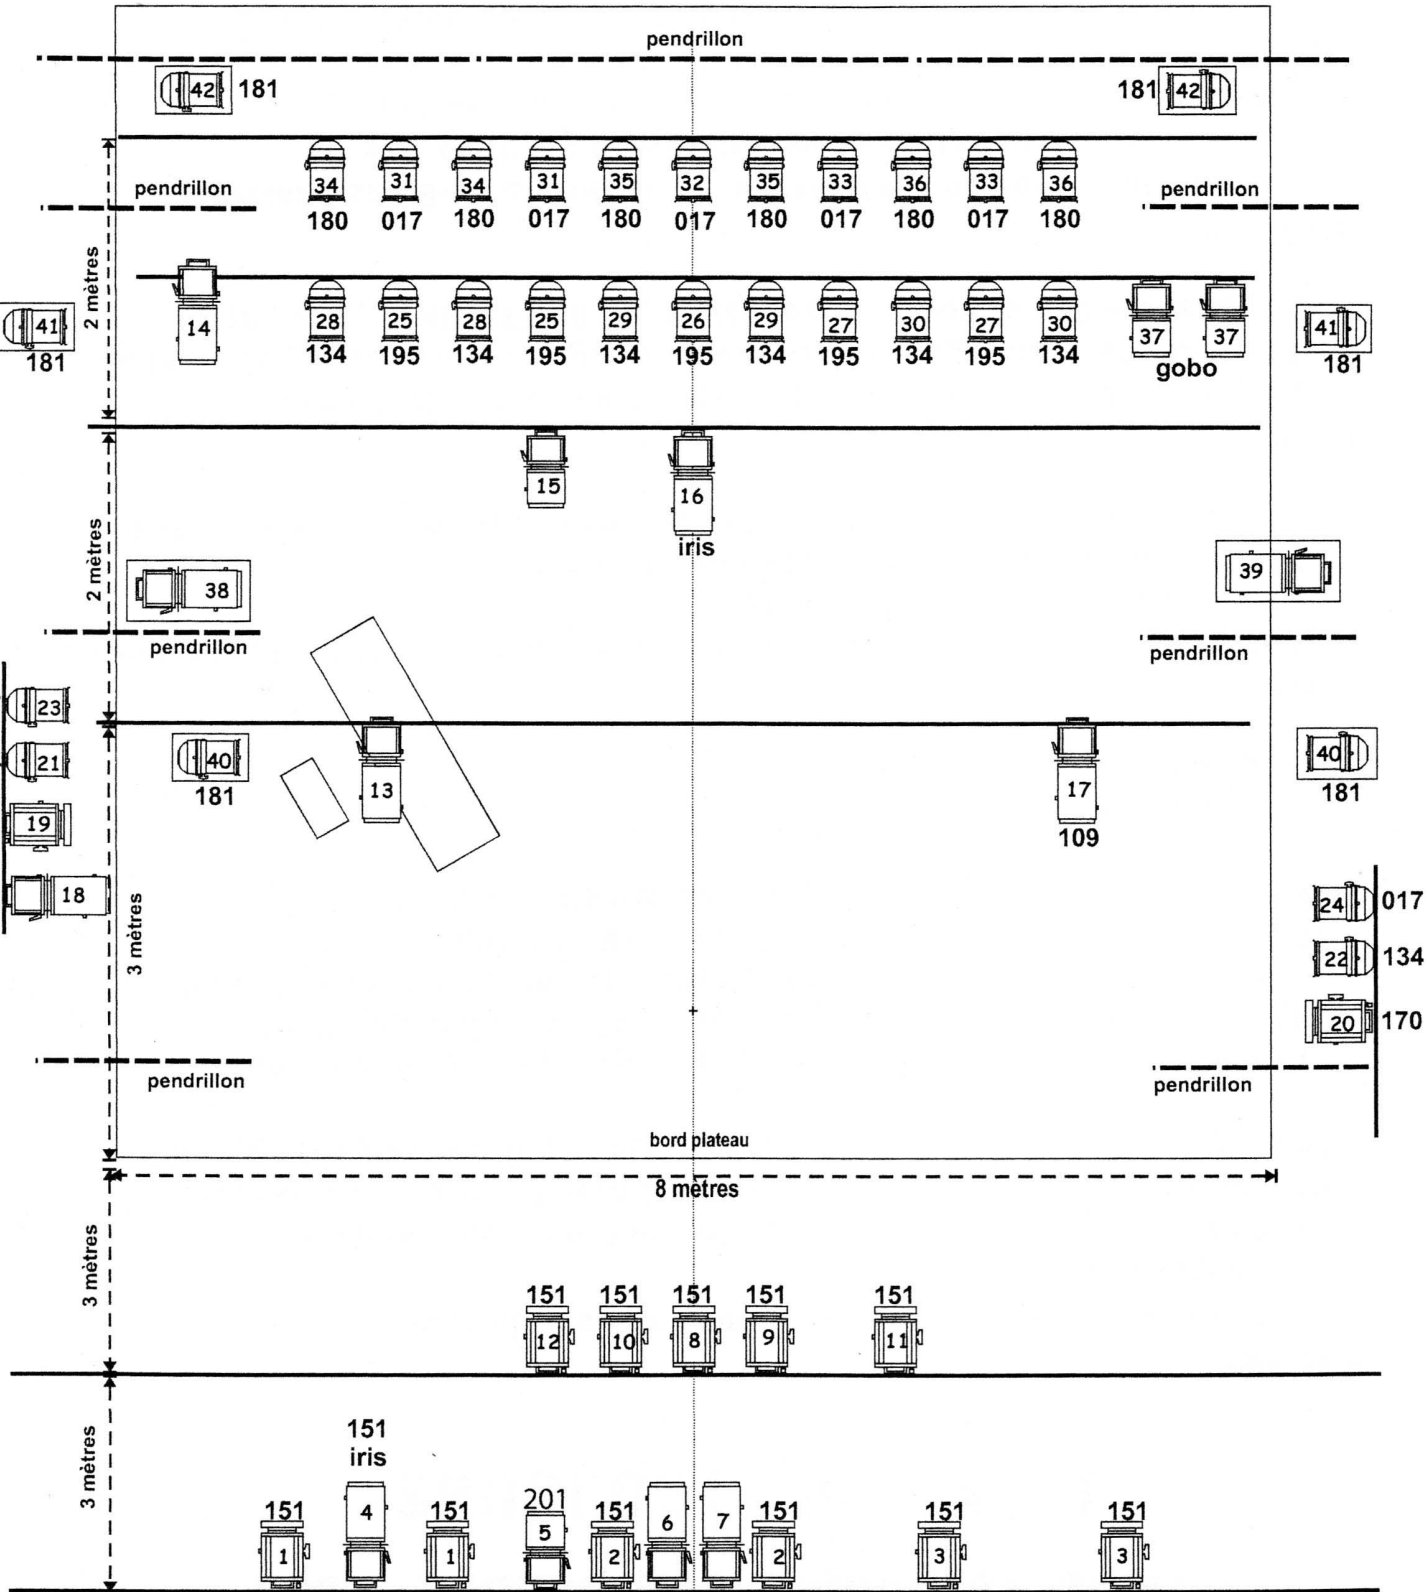 pendrillon
42 181
181 42
34 31 34 31 35 32 35 33 36 33 36
180 017 180 017 180 017 180 017 180 017 180
pendrillon
pendrillon
2 mètres
14
28 25 28 25 29 26 29 27 30 27 30
134 195 134 195 134 195 134 195 134 195 134
37 37
gobo
41
181
41
181
15
16
iris
2 mètres
38
39
pendrillon
pendrillon
23
21
19
18
40
181
13
17
109
40
181
3 mètres
24 017
22 134
20 170
pendrillon
pendrillon
bord plateau
8 mètres
3 mètres
151 151 151 151 151
12 10 8 9 11
3 mètres
151
iris
4
151 151 201 151 151 151 151
1 1 5 2 6 7 2 3 3